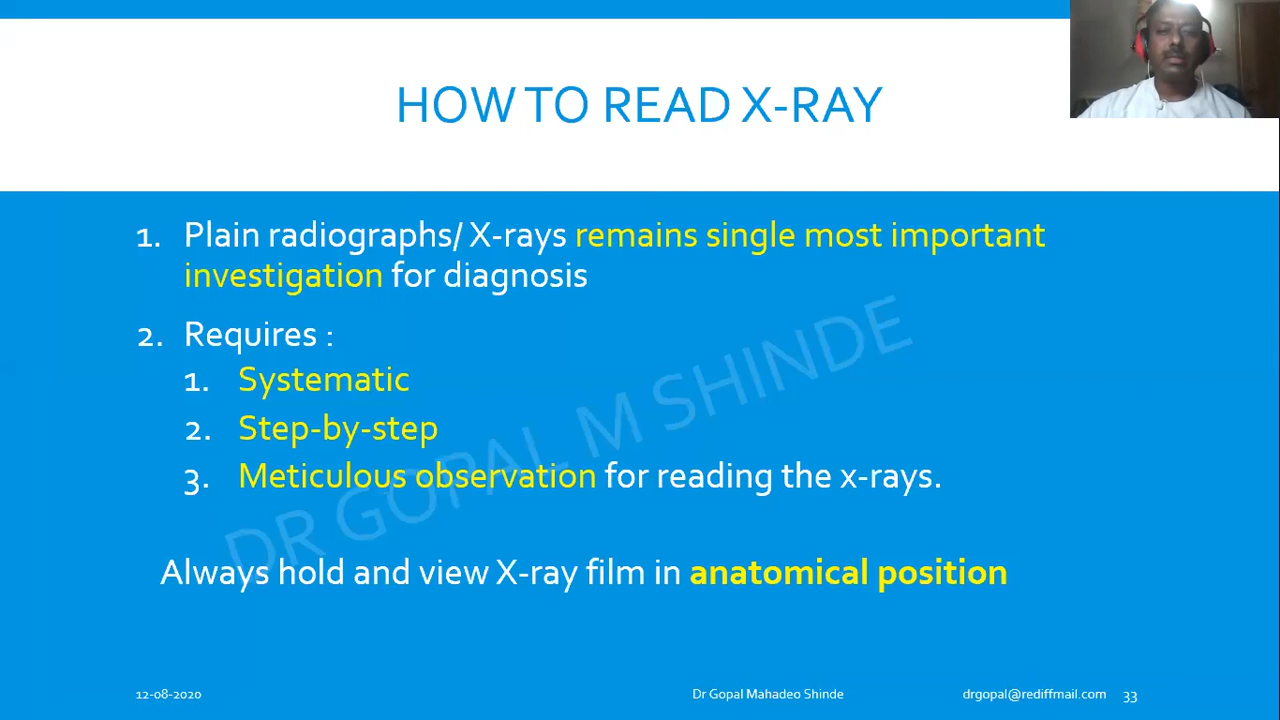 HOW TO READ X-RAY
1. Plain radiographs/ X-rays remains single most important
investigation for diagnosis
2. Requires :
1. Systematic
2. Step-by-step
3. Meticulous observation for reading the x-rays.
DR GOPAL M SHINDE
Always hold and view X-ray film in anatomical position
12-08-2020 Dr Gopal Mahadeo Shinde drgopal@rediffmail.com 33